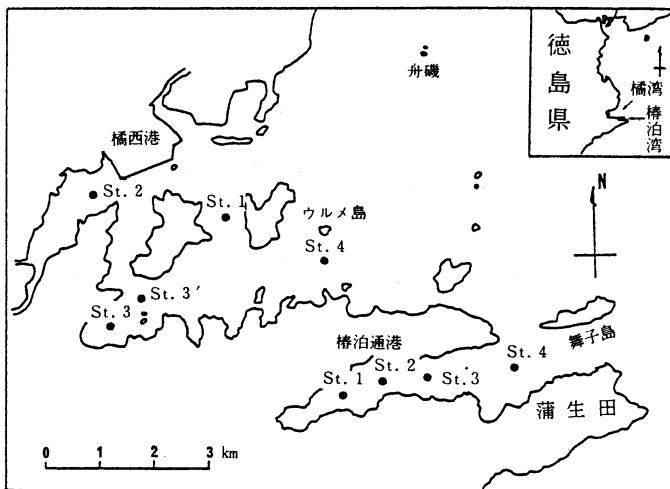 舟磯
徳島県
橘湾
椿泊湾
橘西港
N
St. 2
St. 1
ウルメ島
St. 4
St. 3′
St. 3
舞子島
椿泊通港
St. 4
St. 2
St. 3
St. 1
蒲生田
0 1 2 3 km